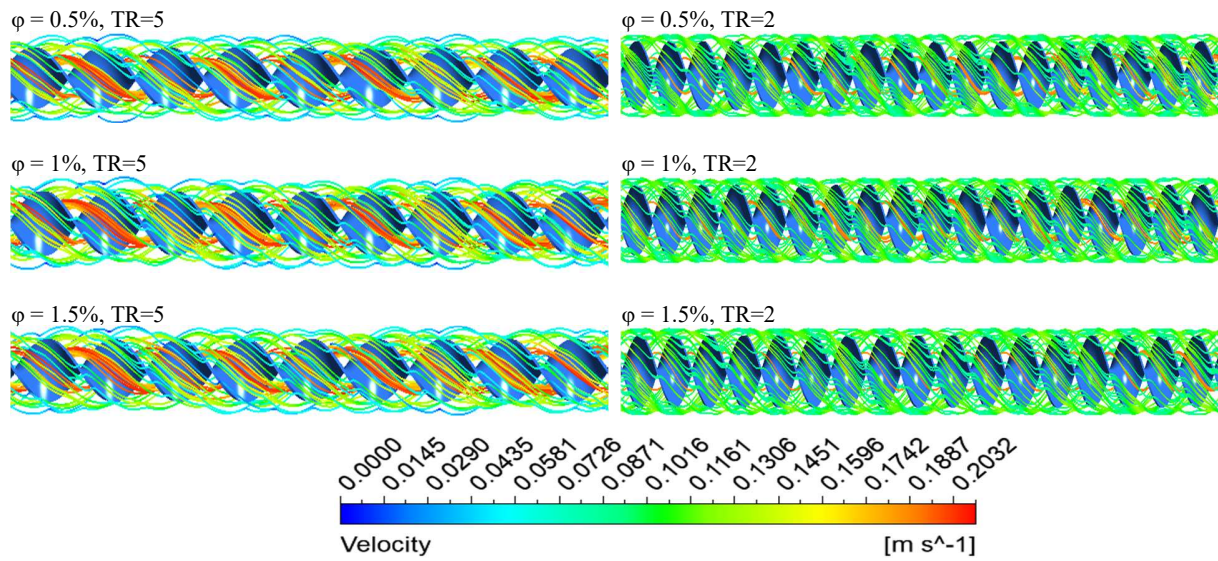 φ = 0.5%, TR=5
φ = 0.5%, TR=2
φ = 1%, TR=5
φ = 1%, TR=2
φ = 1.5%, TR=5
φ = 1.5%, TR=2
0.0000
0.0145
0.0290
0.0435
0.0581
0.0726
0.0871
0.1016
0.1161
0.1306
0.1451
0.1596
0.1742
0.1887
0.2032
Velocity
[m s^-1]